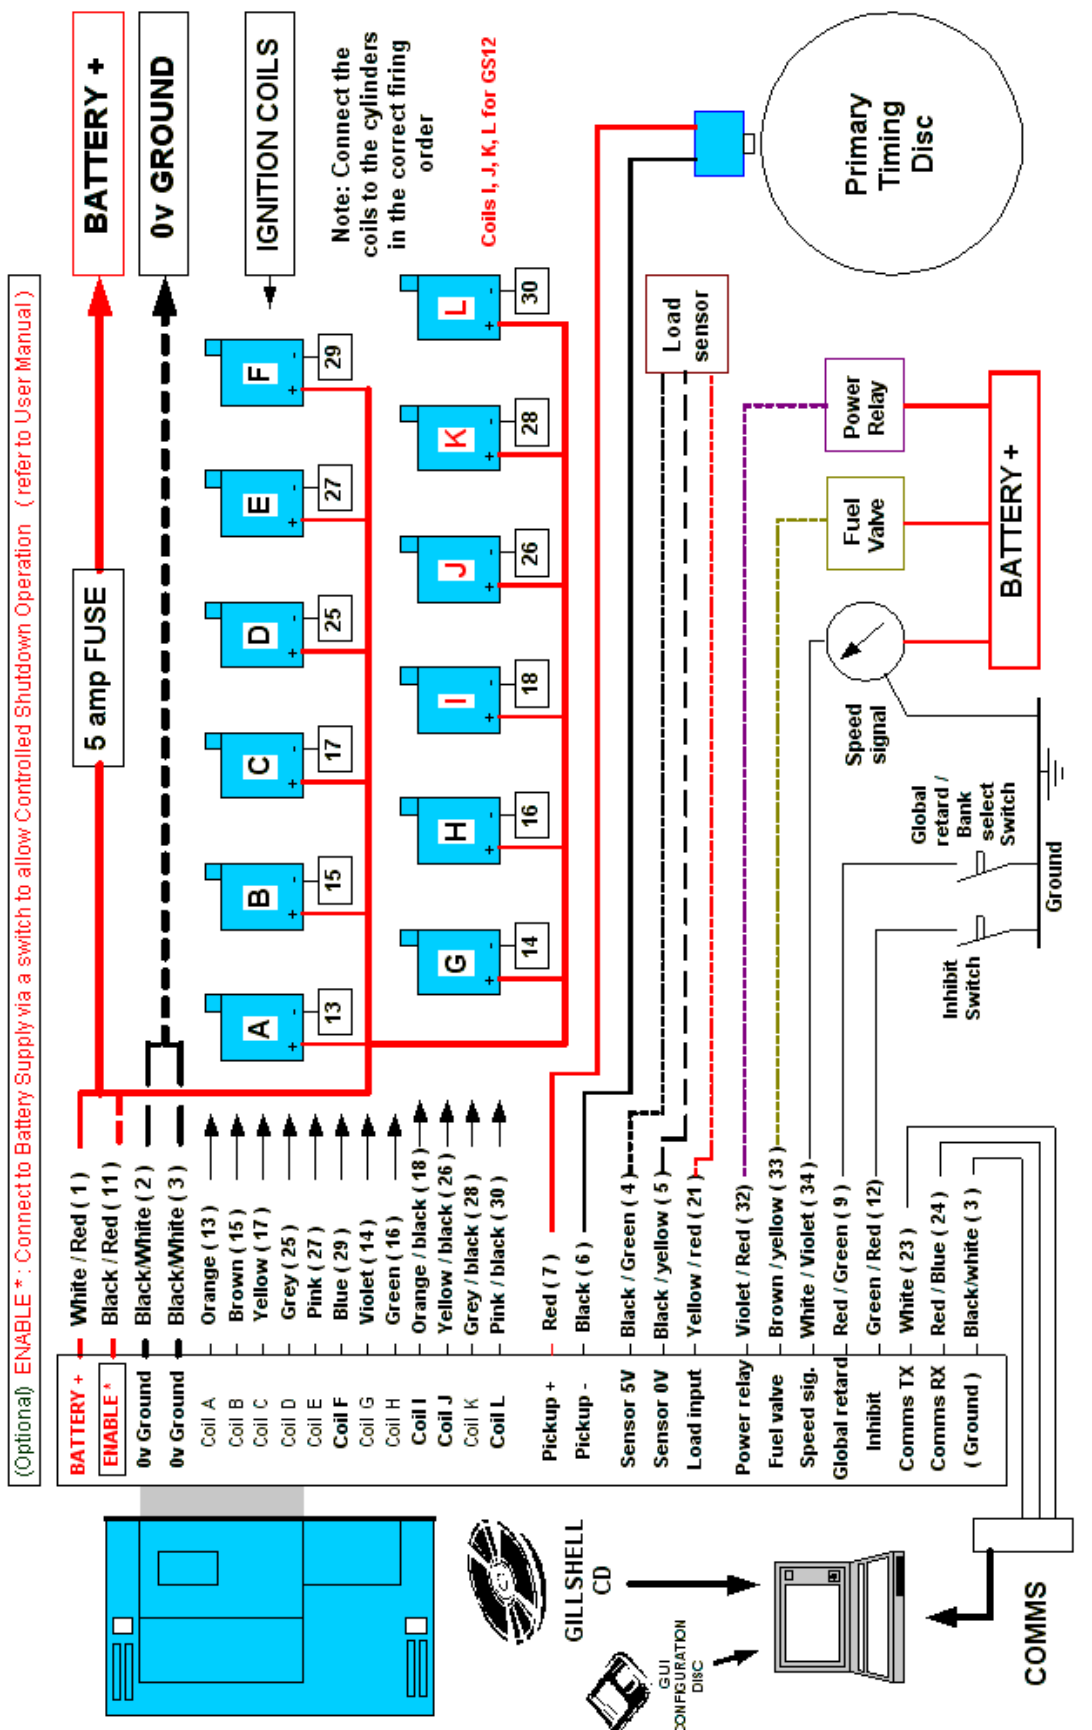 (Optional) ENABLE * : Connect to Battery Supply via a switch to allow Controlled Shutdown Operation ( refer to User Manual )
BATTERY +
White / Red ( 1 )
5 amp FUSE
BATTERY +
ENABLE *
Black / Red ( 11 )
0v Ground
Black/White ( 2 )
0v GROUND
0v Ground
Black/White ( 3 )
Coil A
Orange ( 13 )
Coil B
Brown ( 15 )
Coil C
Yellow ( 17 )
Coil D
Grey ( 25 )
Coil E
Pink ( 27 )
Coil F
Blue ( 29 )
Coil G
Violet ( 14 )
Coil H
Green ( 16 )
Coil I
Orange / black ( 18 )
Coil J
Yellow / black ( 26 )
Coil K
Grey / black ( 28 )
Coil L
Pink / black ( 30 )
A
B
C
D
E
F
IGNITION COILS
+ -
+ -
+ -
+ -
+ -
+ -
13
15
17
25
27
29
Note: Connect the
coils to the cylinders
in the correct firing
order
G
H
I
J
K
L
Coils I, J, K, L for GS12
+ -
+ -
+ -
+ -
+ -
+ -
14
16
18
26
28
30
Pickup +
Red ( 7 )
Pickup -
Black ( 6 )
Primary
Timing
Disc
Sensor 5V
Black / Green ( 4 )
Sensor 0V
Black / yellow ( 5 )
Load input
Yellow / red ( 21 )
Load
sensor
Power relay
Violet / Red ( 32)
Power
Relay
Fuel valve
Brown / yellow ( 33 )
Fuel
Valve
Speed sig.
White / Violet ( 34 )
Speed
signal
BATTERY +
Global retard
Red / Green ( 9 )
Global
retard /
Bank
select
Switch
Inhibit
Green / Red ( 12)
Inhibit
Switch
Ground
Comms TX
White ( 23 )
Comms RX
Red / Blue ( 24 )
( Ground )
Black/white ( 3 )
GILLSHELL
CD
GUI
CONFIGURATION
DISC
COMMS